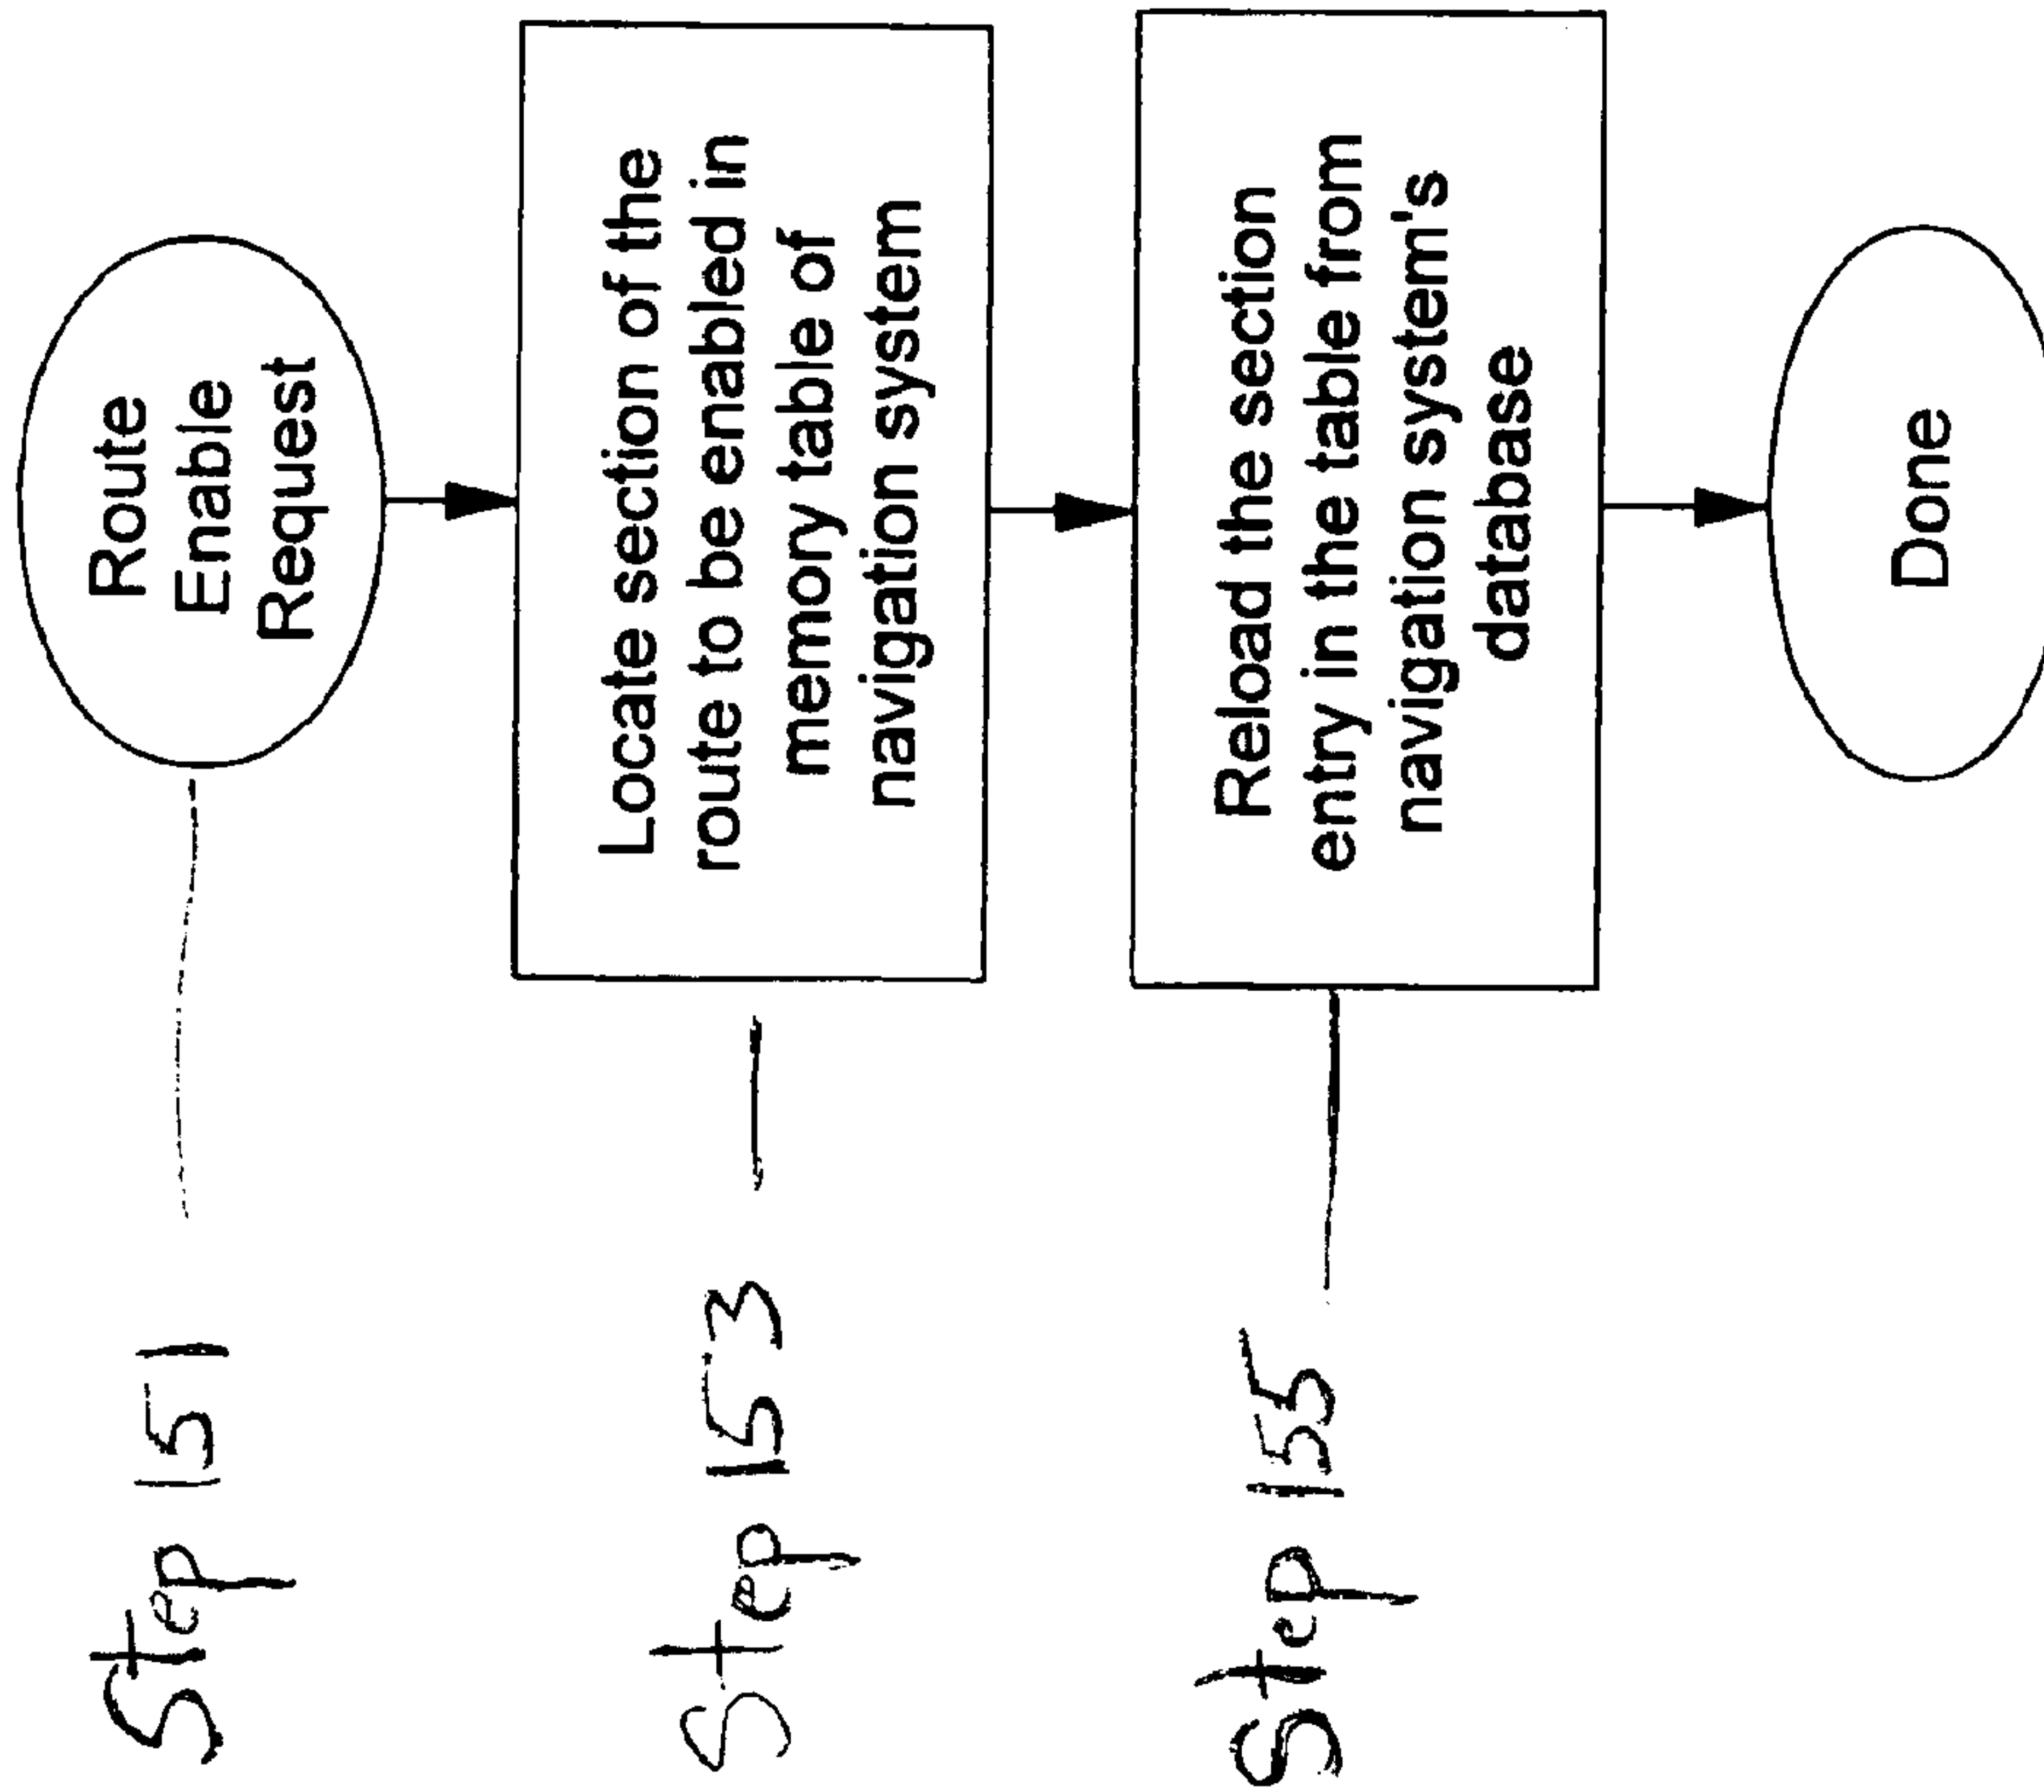 Step 151
Route
Enable
Request
Step 153
Locate section of the
route to be enabled in
memory table of
navigation system
Step 155
Reload the section
entry in the table from
navigation system's
database
Done